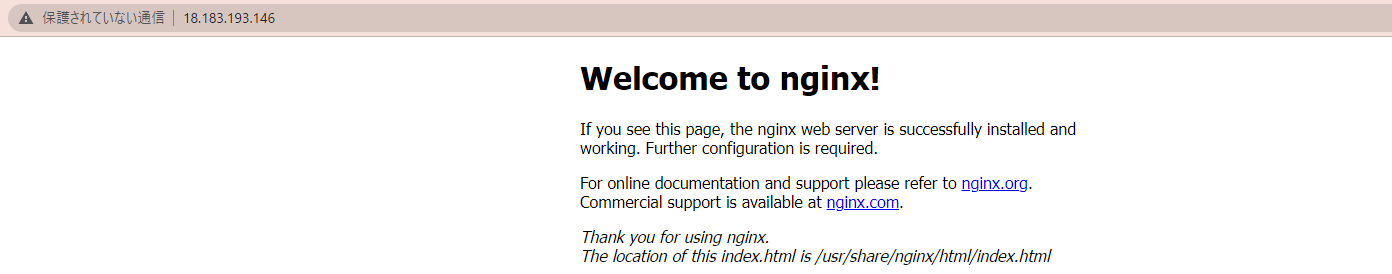 保護されていない通信 | 18.183.193.146
Welcome to nginx!
If you see this page, the nginx web server is successfully installed and
working. Further configuration is required.
For online documentation and support please refer to nginx.org.
Commercial support is available at nginx.com.
Thank you for using nginx.
The location of this index.html is /usr/share/nginx/html/index.html